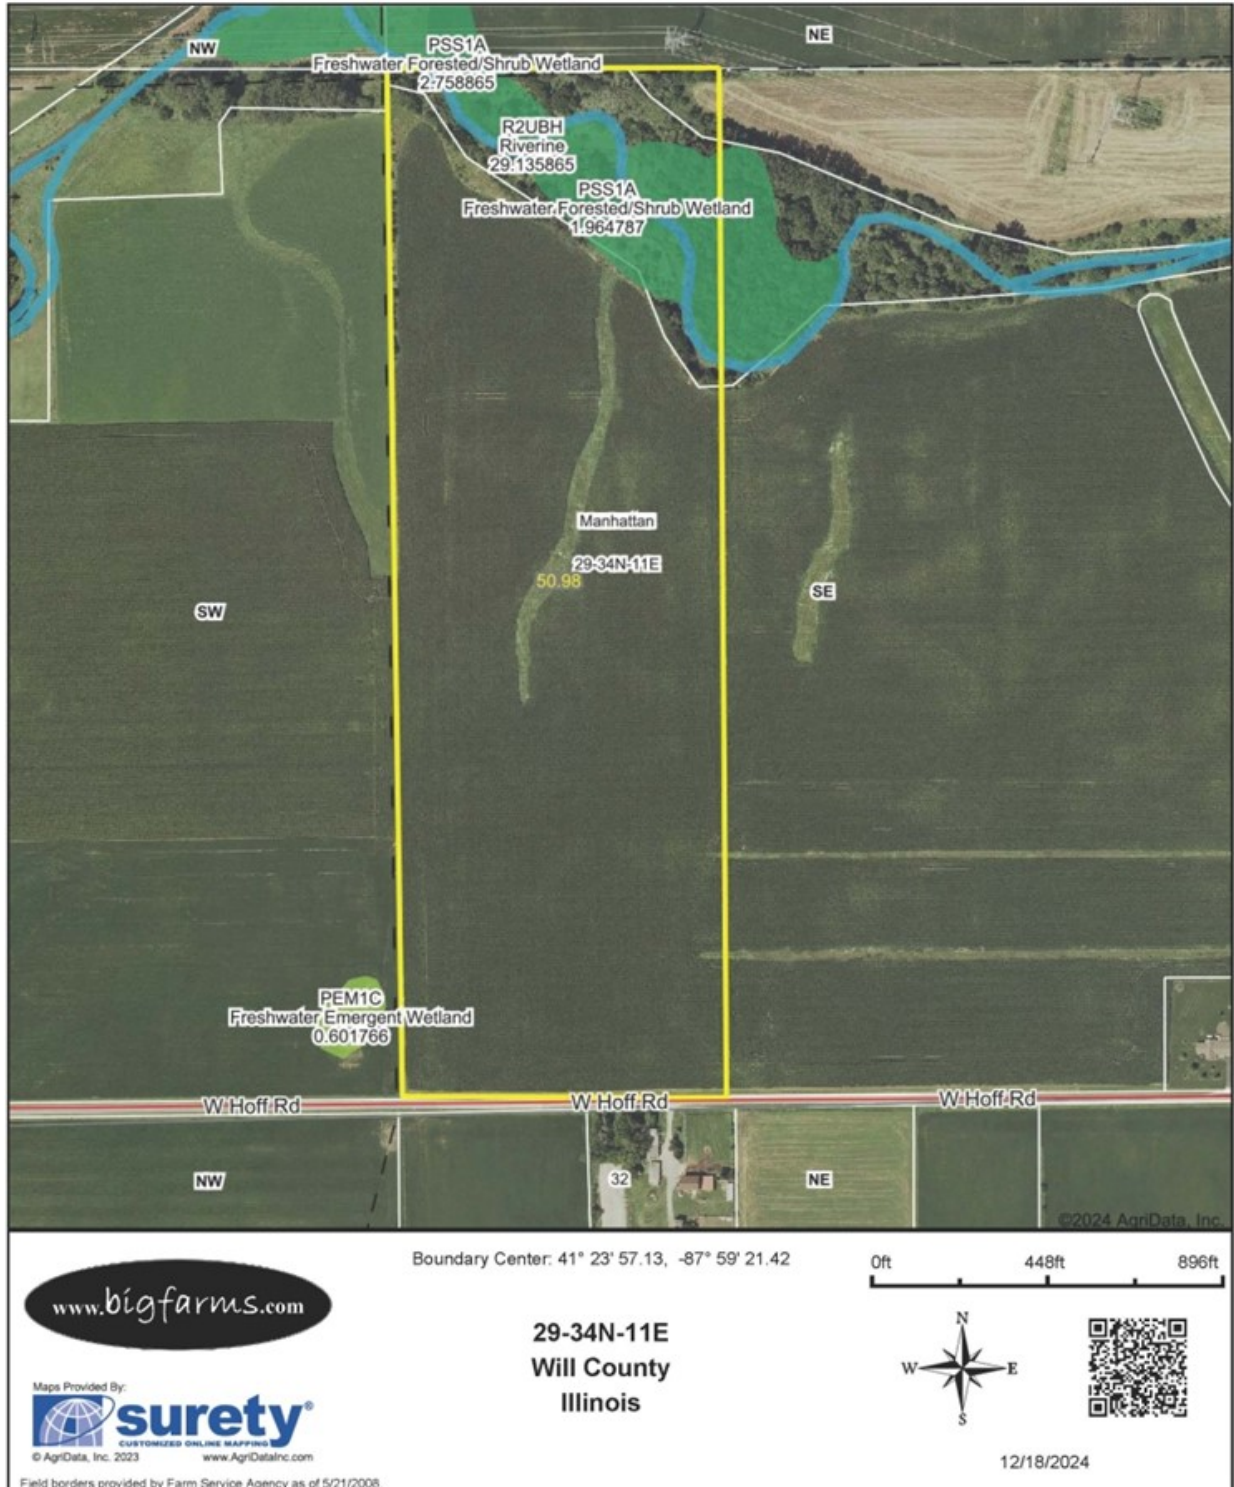 NW
NE
PSS1A
Freshwater Forested/Shrub Wetland
2.758865
R2UBH
Riverine
29.135865
PSS1A
Freshwater Forested/Shrub Wetland
1.964787
Manhattan
29-34N-11E
50.98
SW
SE
PEM1C
Freshwater Emergent Wetland
0.601766
W Hoff Rd
W Hoff Rd
W Hoff Rd
NW
32
NE
©2024 AgriData, Inc.
Boundary Center: 41° 23' 57.13, -87° 59' 21.42
0ft 448ft 896ft
www.bigfarms.com
29-34N-11E
Will County
Illinois
N
W E
S
Maps Provided By:
surety®
CUSTOMIZED ONLINE MAPPING
© AgriData, Inc. 2023 www.AgriDataInc.com
12/18/2024
Field borders provided by Farm Service Agency as of 5/21/2008.